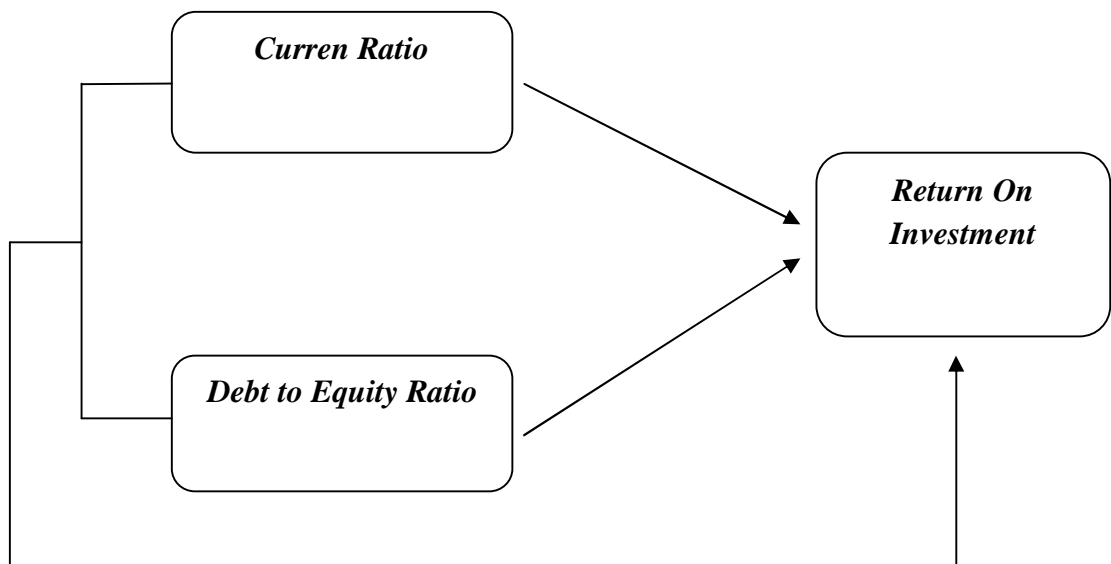 Curren Ratio
Return On
Investment
Debt to Equity Ratio